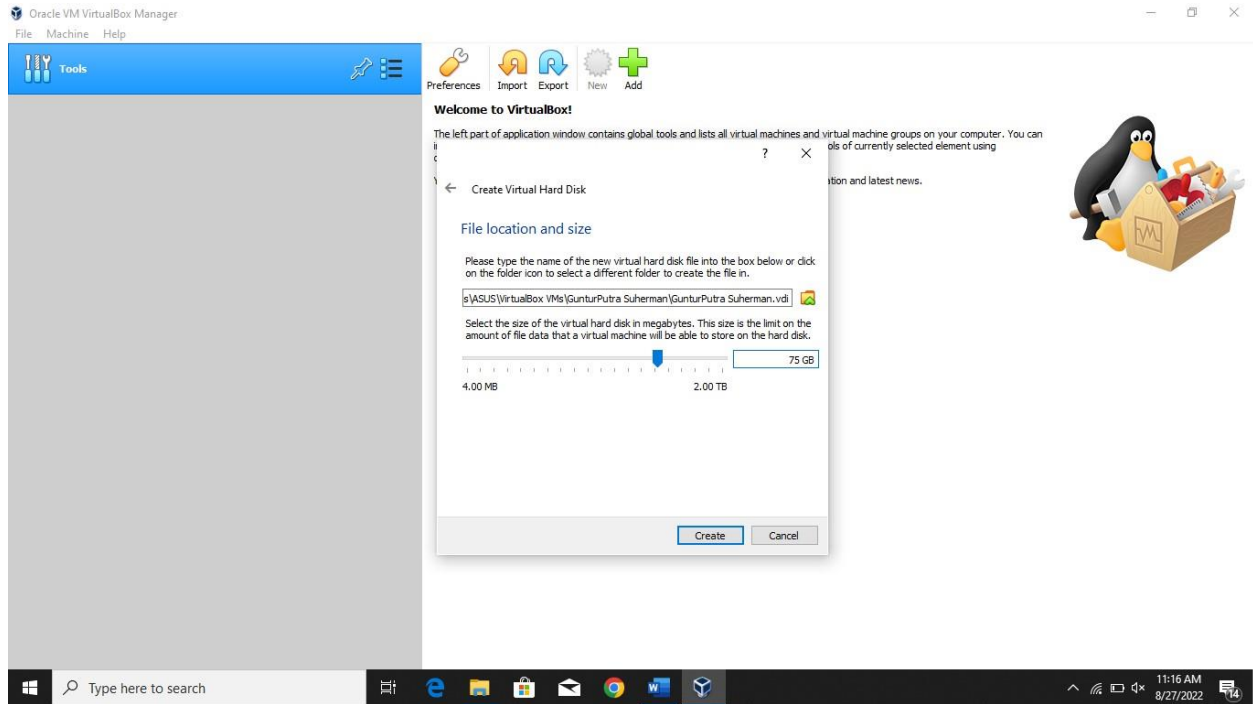 Oracle VM VirtualBox Manager
File Machine Help
Tools
Preferences Import Export New Add
Welcome to VirtualBox!
The left part of application window contains global tools and lists all virtual machines and virtual machine groups on your computer. You can
ols of currently selected element using
? ×
tion and latest news.
← Create Virtual Hard Disk
File location and size
Please type the name of the new virtual hard disk file into the box below or click
on the folder icon to select a different folder to create the file in.
s\ASUS\VirtualBox VMs\GunturPutra Suherman\GunturPutra Suherman.vdi
Select the size of the virtual hard disk in megabytes. This size is the limit on the
amount of file data that a virtual machine will be able to store on the hard disk.
75 GB
4.00 MB 2.00 TB
Create Cancel
Type here to search
11:16 AM
8/27/2022
14